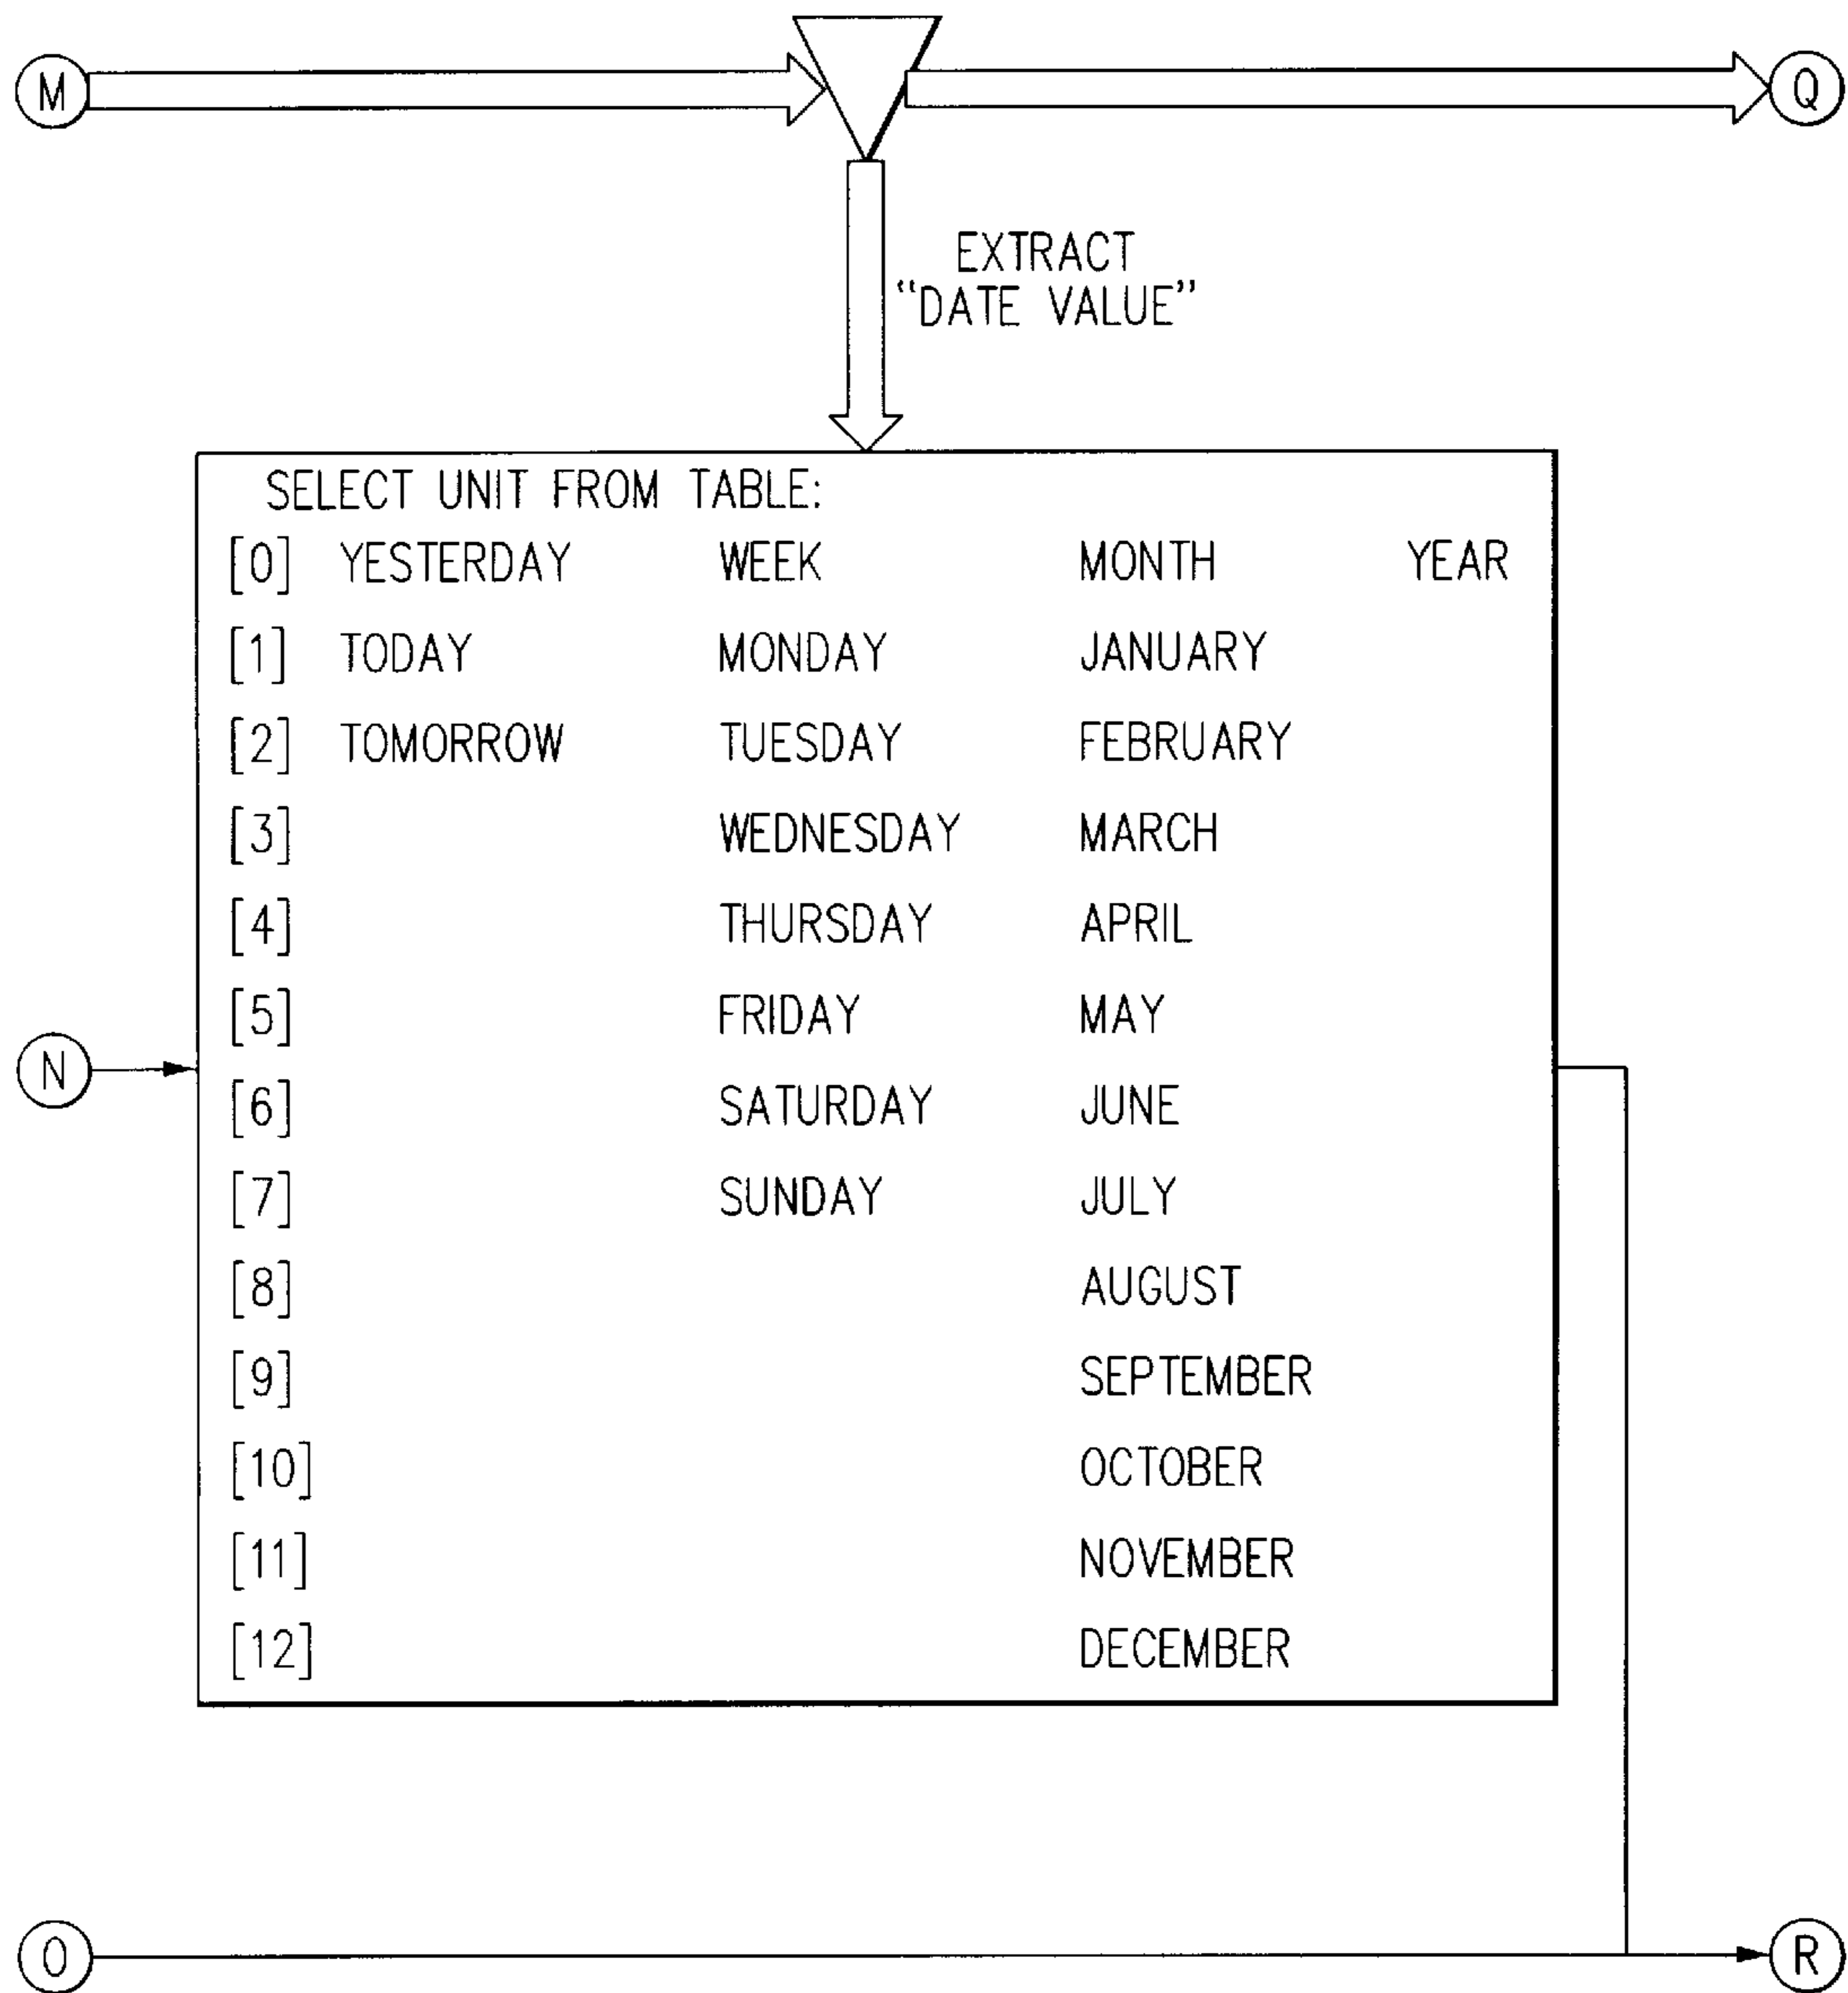 M
Q
EXTRACT
“DATE VALUE”
SELECT UNIT FROM TABLE:
[0] YESTERDAY WEEK MONTH YEAR
[1] TODAY MONDAY JANUARY
[2] TOMORROW TUESDAY FEBRUARY
[3] WEDNESDAY MARCH
[4] THURSDAY APRIL
[5] FRIDAY MAY
N
[6] SATURDAY JUNE
[7] SUNDAY JULY
[8] AUGUST
[9] SEPTEMBER
[10] OCTOBER
[11] NOVEMBER
[12] DECEMBER
O
R